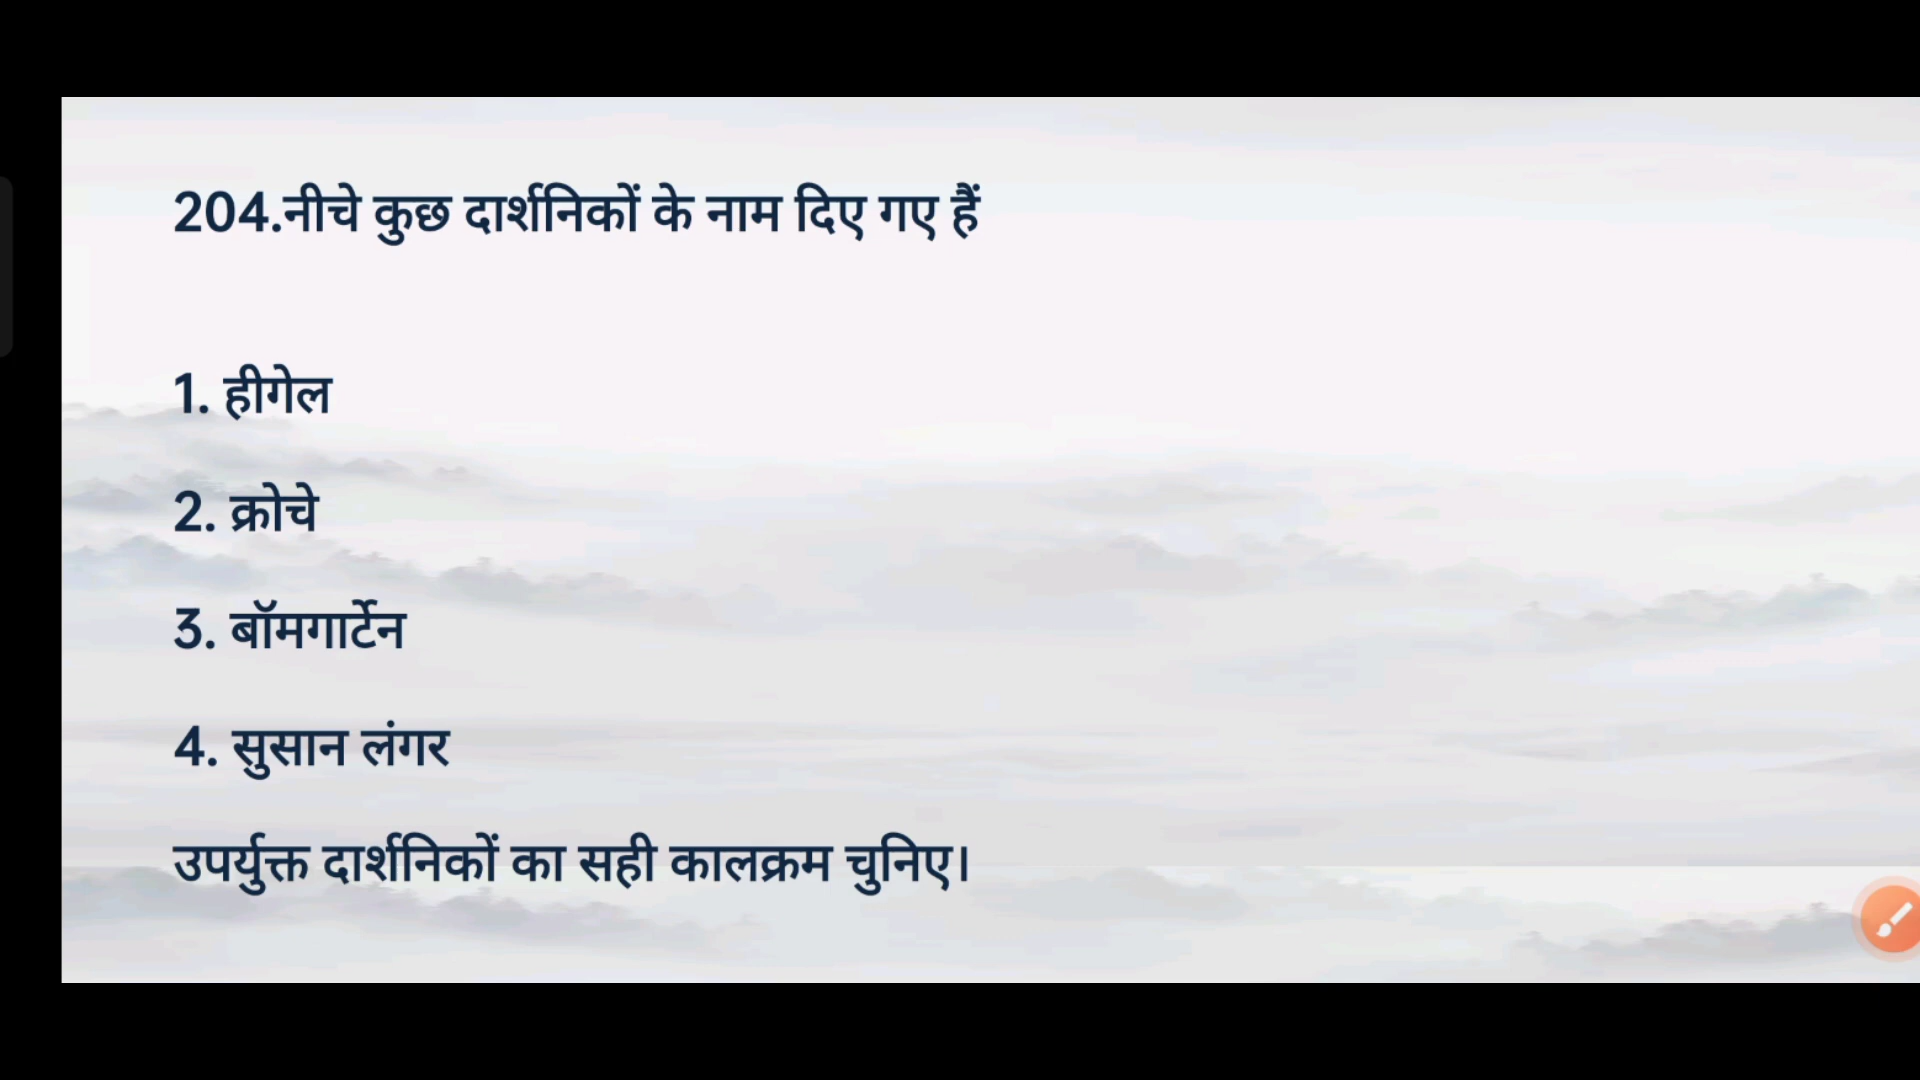 204.नीचे कुछ दार्शनिकों के नाम दिए गए हैं
1. हीगेल
2. क्रोचे
3. बॉमगार्टेन
4. सुसान लंगर
उपर्युक्त दार्शनिकों का सही कालक्रम चुनिए।